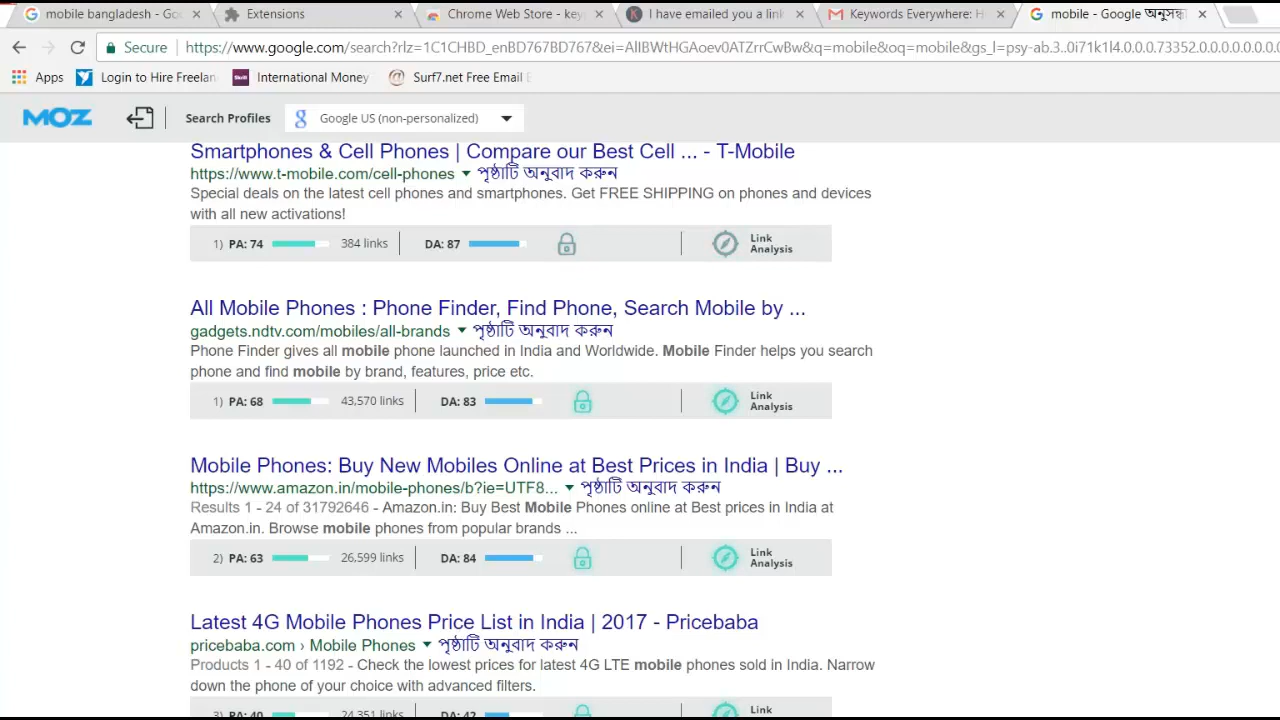 mobile bangladesh - Go
Extensions
Chrome Web Store - key
I have emailed you a lin
Keywords Everywhere: H
mobile - Google অনুসন্ধা
Secure
https://www.google.com/search?rlz=1C1CHBD_enBD767BD767&ei=AlIBWtHGAoev0ATZrrCwBw&q=mobile&oq=mobile&gs_l=psy-ab.3..0i71k1l4.0.0.0.73352.0.0.0.0.0.0.0.0
Apps
Login to Hire Freelan
International Money
Surf7.net Free Email
MOZ
Search Profiles
Google US (non-personalized)
Smartphones & Cell Phones | Compare our Best Cell ... - T-Mobile
https://www.t-mobile.com/cell-phones পৃষ্ঠাটি অনুবাদ করুন
Special deals on the latest cell phones and smartphones. Get FREE SHIPPING on phones and devices
with all new activations!
1) PA: 74 384 links DA: 87 Link Analysis
All Mobile Phones : Phone Finder, Find Phone, Search Mobile by ...
gadgets.ndtv.com/mobiles/all-brands পৃষ্ঠাটি অনুবাদ করুন
Phone Finder gives all mobile phone launched in India and Worldwide. Mobile Finder helps you search
phone and find mobile by brand, features, price etc.
1) PA: 68 43,570 links DA: 83 Link Analysis
Mobile Phones: Buy New Mobiles Online at Best Prices in India | Buy ...
https://www.amazon.in/mobile-phones/b?ie=UTF8... পৃষ্ঠাটি অনুবাদ করুন
Results 1 - 24 of 31792646 - Amazon.in: Buy Best Mobile Phones online at Best prices in India at
Amazon.in. Browse mobile phones from popular brands ...
2) PA: 63 26,599 links DA: 84 Link Analysis
Latest 4G Mobile Phones Price List in India | 2017 - Pricebaba
pricebaba.com › Mobile Phones পৃষ্ঠাটি অনুবাদ করুন
Products 1 - 40 of 1192 - Check the lowest prices for latest 4G LTE mobile phones sold in India. Narrow
down the phone of your choice with advanced filters.
3) PA: 40 24,351 links DA: 42 Link